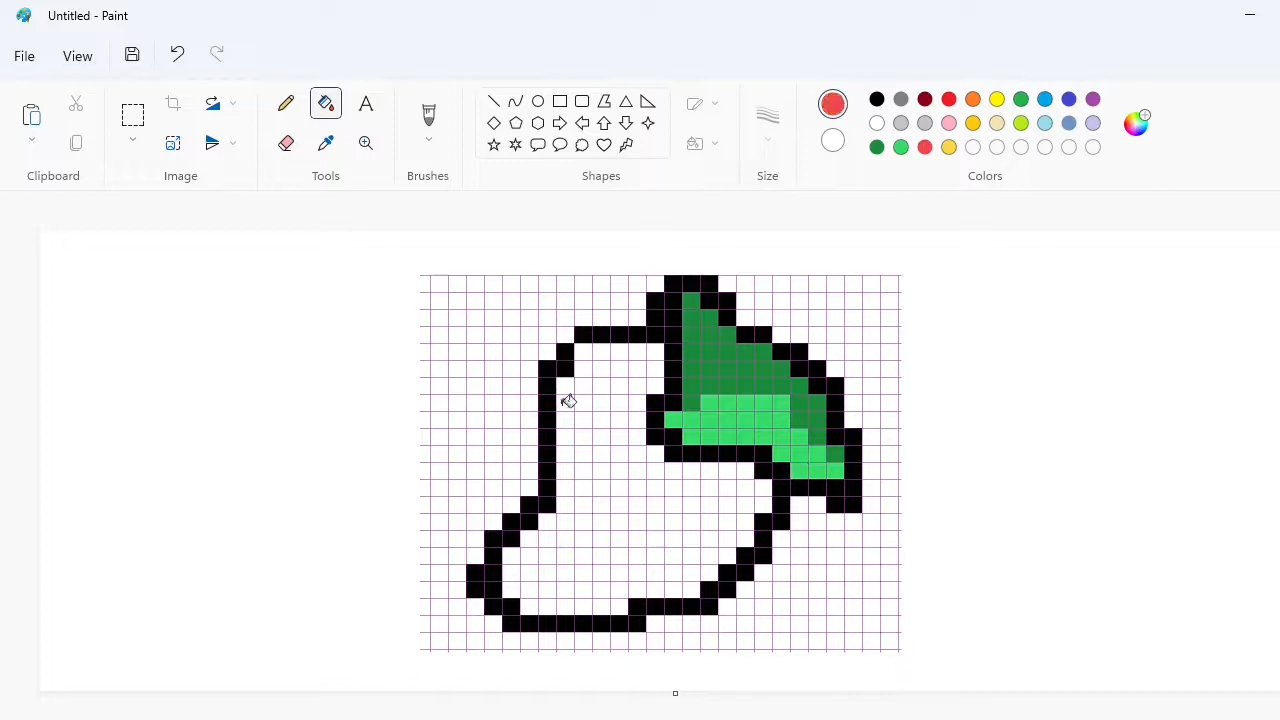 Untitled - Paint
File View
A
Clipboard Image Tools Brushes Shapes Size Colors